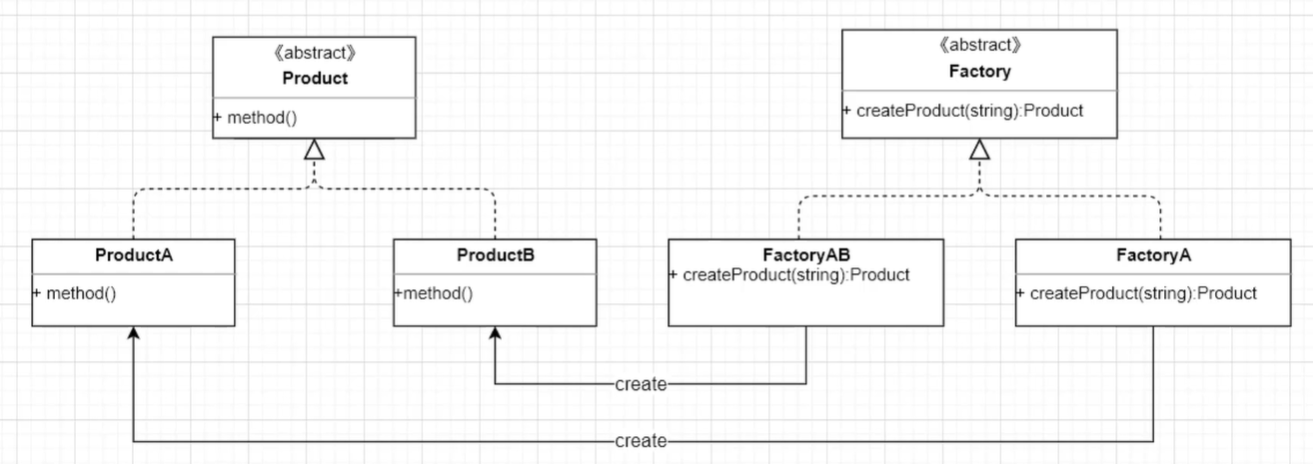 《abstract》
Product
+ method()
《abstract》
Factory
+ createProduct(string):Product
ProductA
+ method()
ProductB
+method()
FactoryAB
+ createProduct(string):Product
FactoryA
+ createProduct(string):Product
create
create